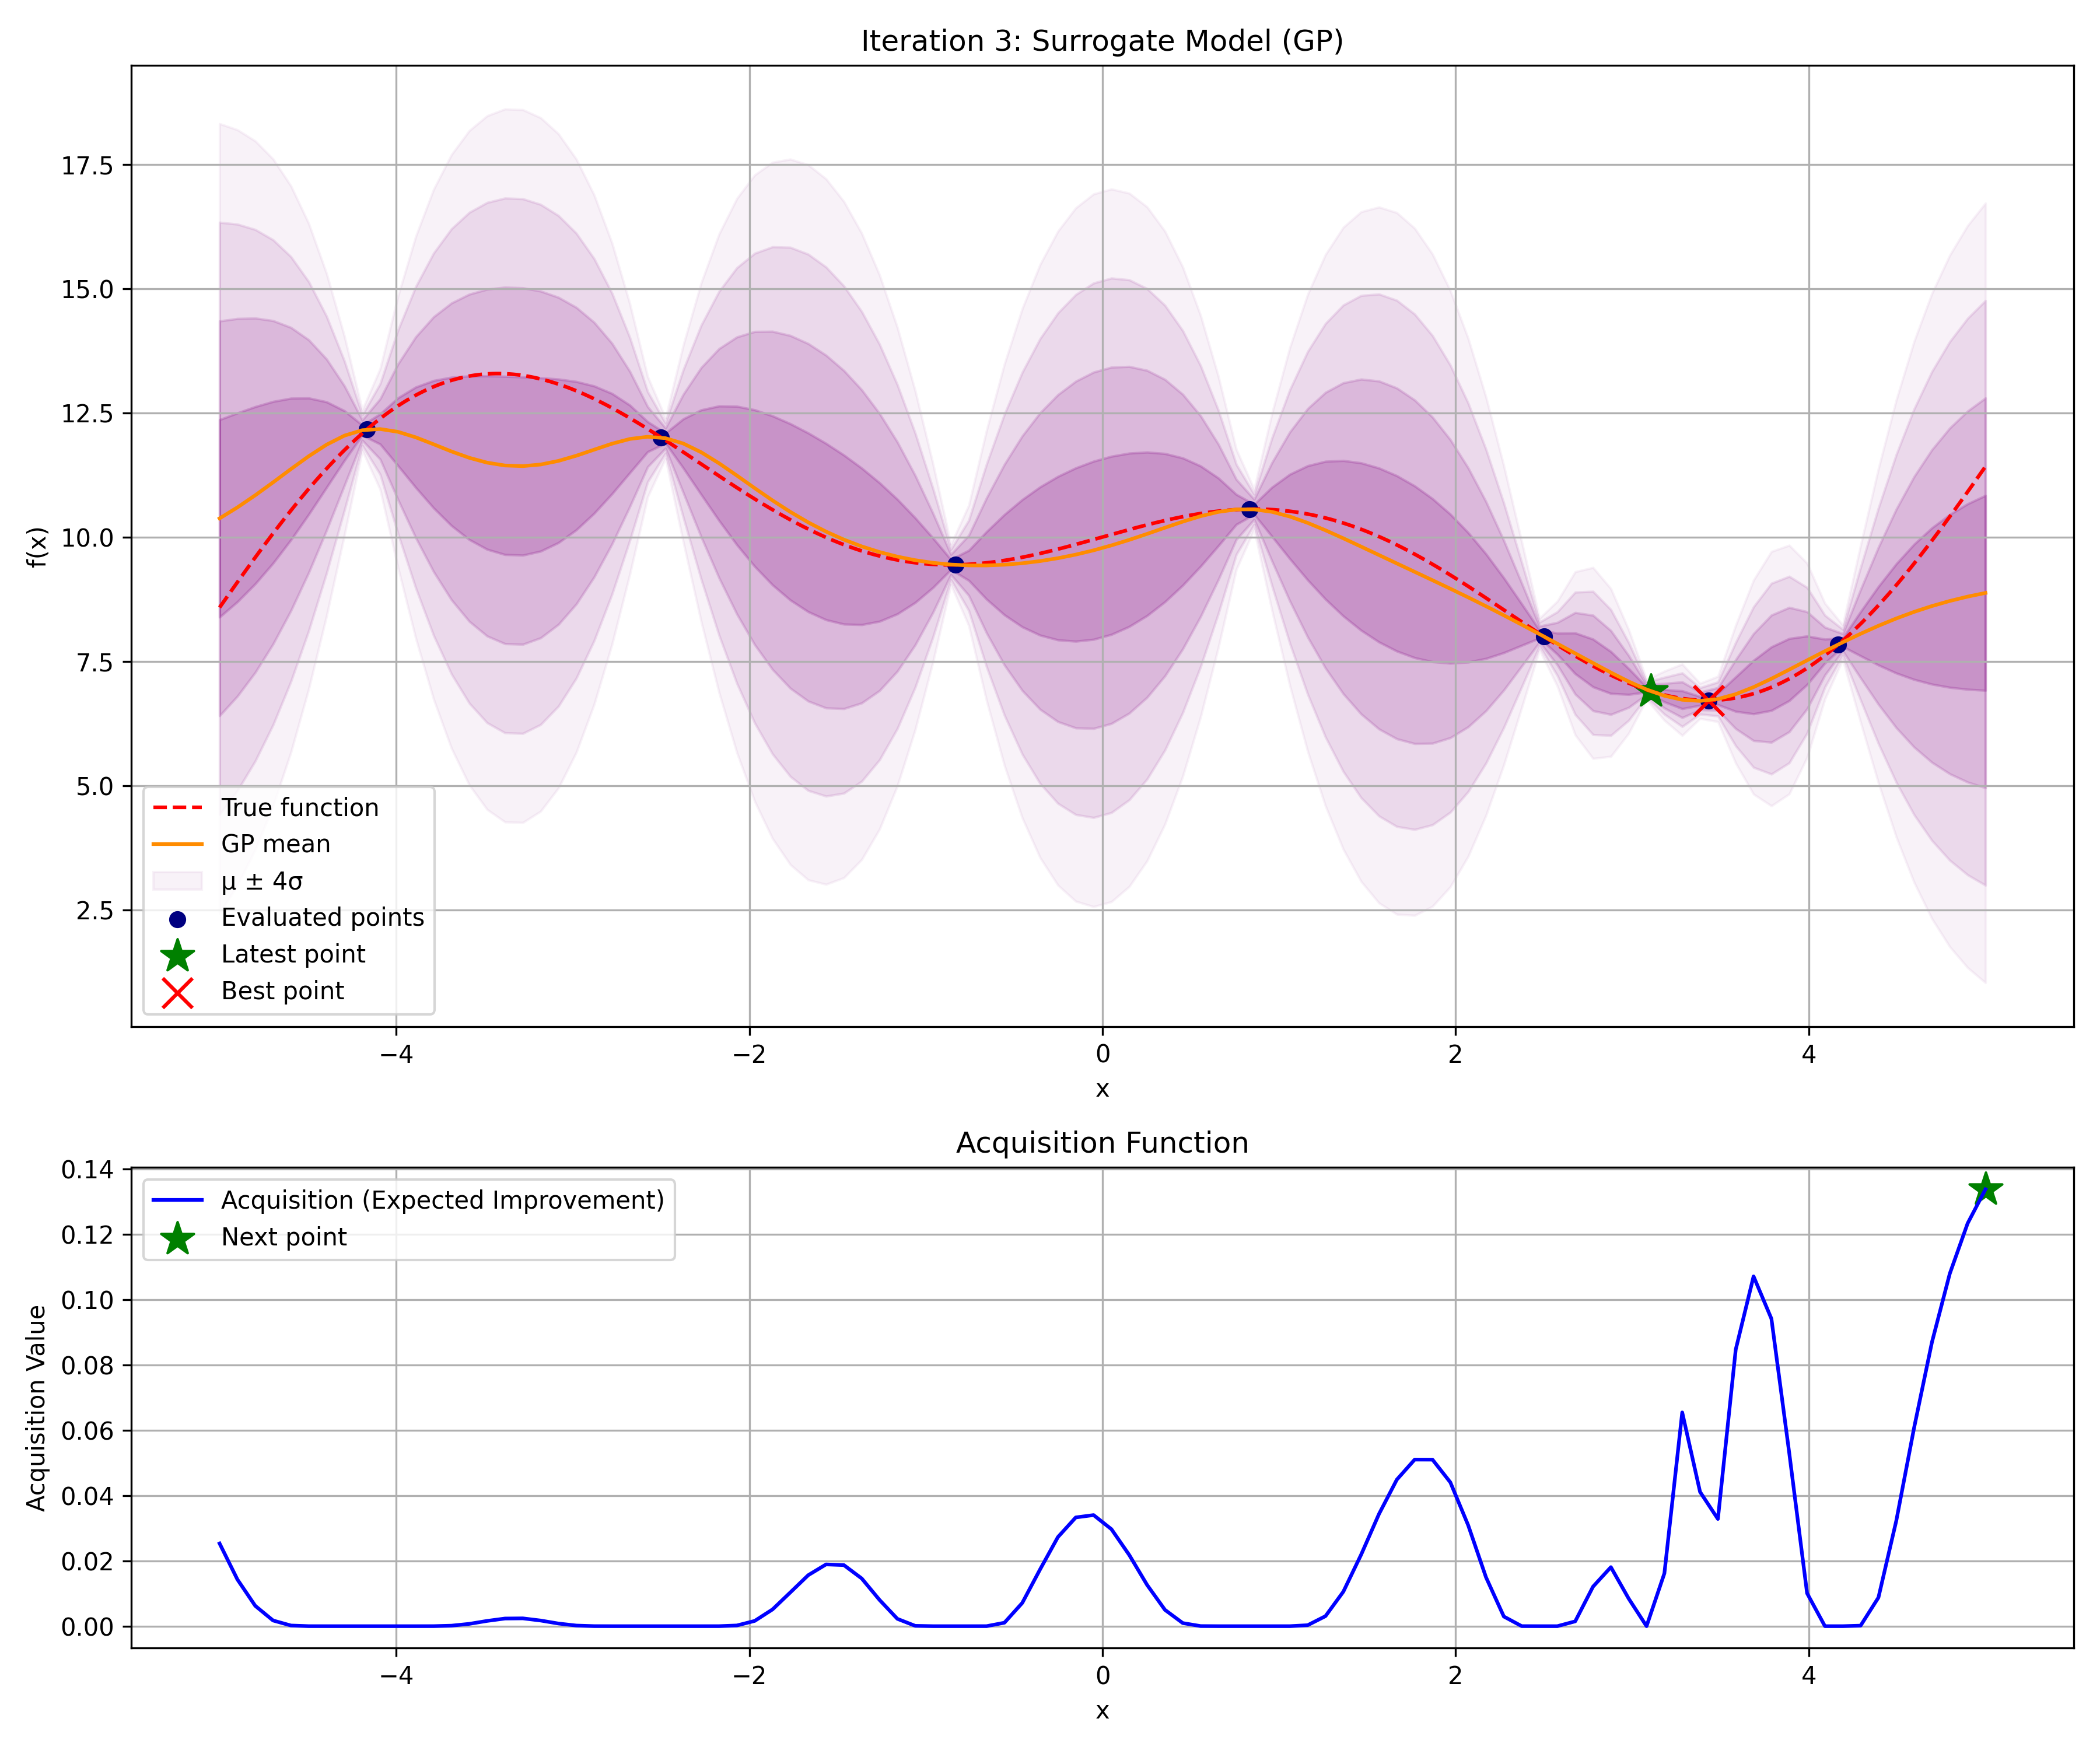 Iteration 3: Surrogate Model (GP)
f(x)
17.5
15.0
12.5
10.0
7.5
5.0
2.5
True function
GP mean
μ ± 4σ
Evaluated points
Latest point
Best point
−4
−2
0
2
4
x
Acquisition Function
Acquisition Value
0.14
0.12
0.10
0.08
0.06
0.04
0.02
0.00
Acquisition (Expected Improvement)
Next point
−4
−2
0
2
4
x